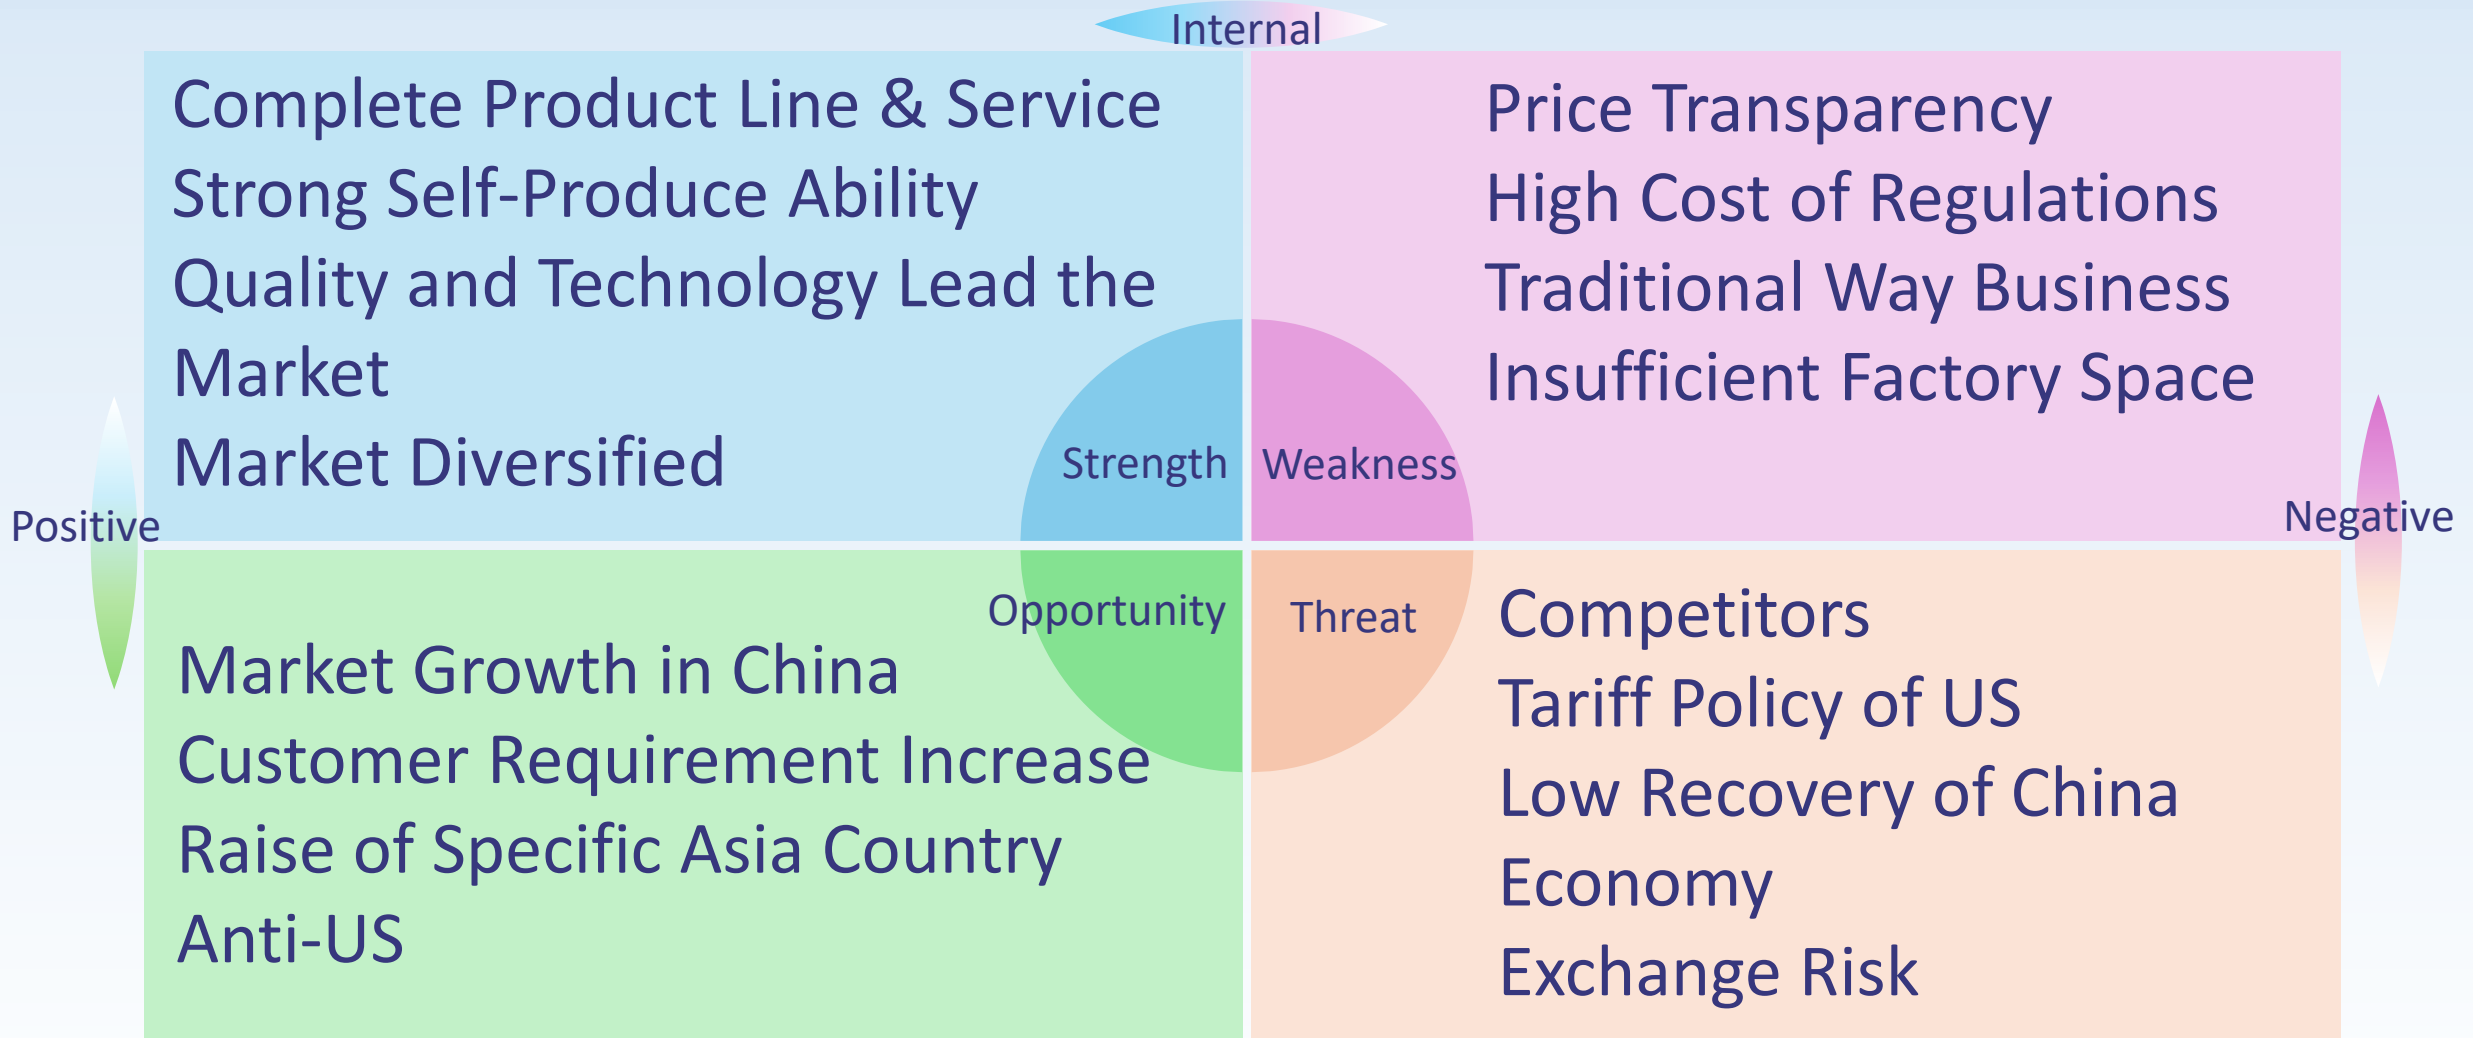 Internal
Complete Product Line & Service
Strong Self-Produce Ability
Quality and Technology Lead the
Market
Market Diversified
Price Transparency
High Cost of Regulations
Traditional Way Business
Insufficient Factory Space
Strength
Weakness
Positive
Negative
Opportunity
Threat
Market Growth in China
Customer Requirement Increase
Raise of Specific Asia Country
Anti-US
Competitors
Tariff Policy of US
Low Recovery of China
Economy
Exchange Risk